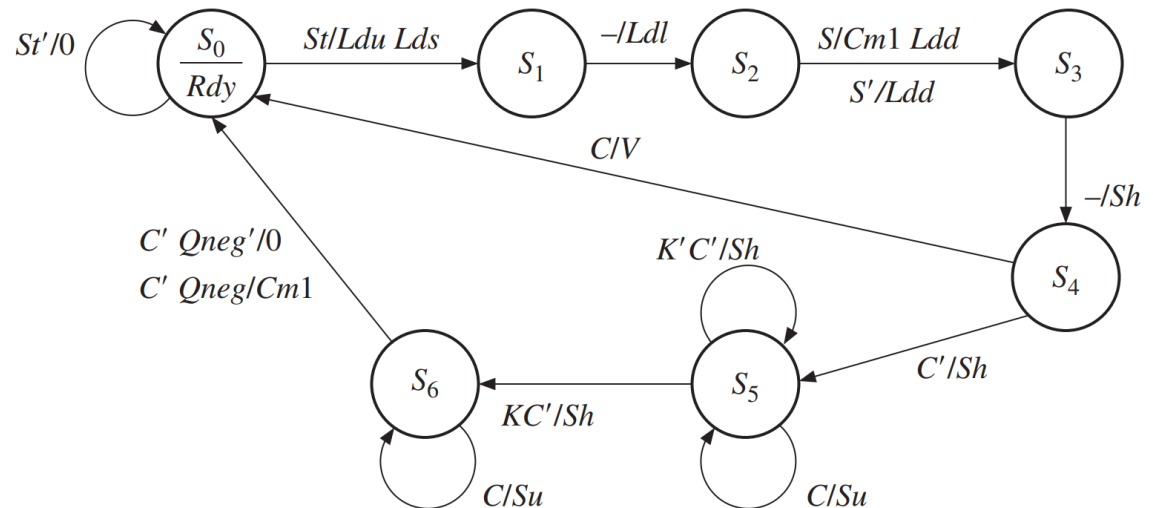 St′/0
S₀
Rdy
St/Ldu Lds
S₁
–/Ldl
S₂
S/Cm1 Ldd
S′/Ldd
S₃
C/V
–/Sh
C′ Qneg′/0
C′ Qneg/Cm1
K′C′/Sh
S₄
C′/Sh
S₆
KC′/Sh
S₅
C/Su
C/Su